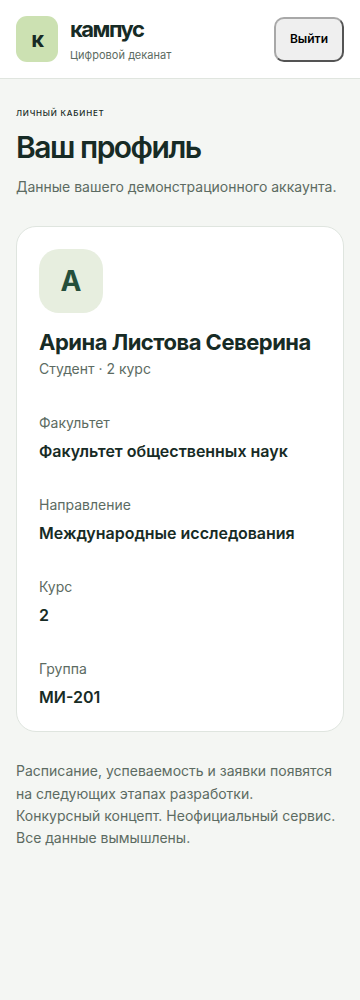 к
кампус
Цифровой деканат
Выйти
ЛИЧНЫЙ КАБИНЕТ
Ваш профиль
Данные вашего демонстрационного аккаунта.
А
Арина Листова Северина
Студент · 2 курс
Факультет
Факультет общественных наук
Направление
Международные исследования
Курс
2
Группа
МИ-201
Расписание, успеваемость и заявки появятся
на следующих этапах разработки.
Конкурсный концепт. Неофициальный сервис.
Все данные вымышлены.